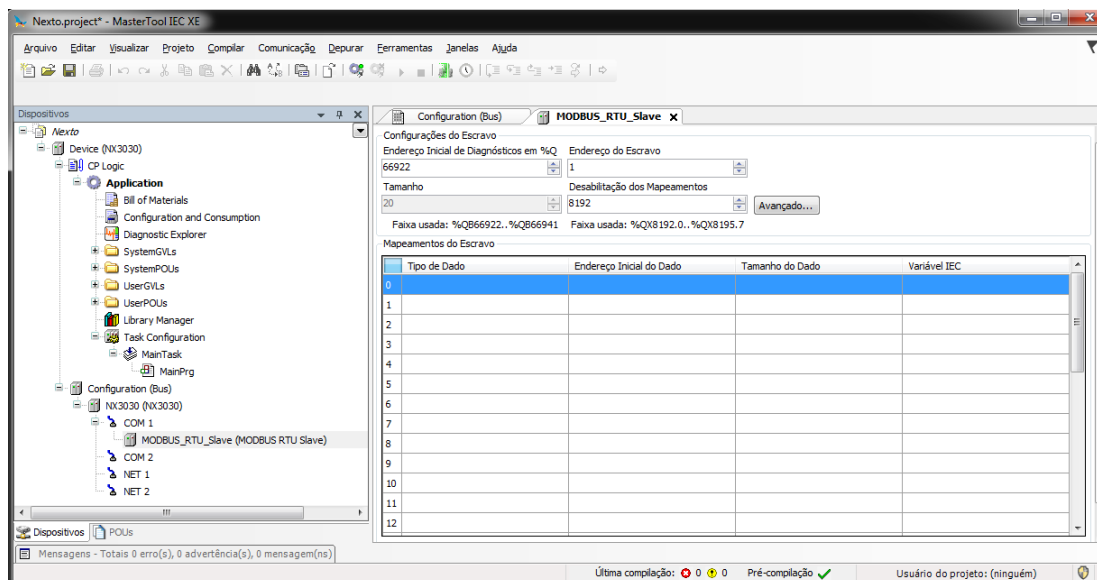 Nexto.project* - MasterTool IEC XE
Arquivo Editar Visualizar Projeto Compilar Comunicação Depurar Ferramentas Janelas Ajuda
Dispositivos
Nexto
Device (NX3030)
CP Logic
Application
Bill of Materials
Configuration and Consumption
Diagnostic Explorer
SystemGVLs
SystemPOUs
UserGVLs
UserPOUs
Library Manager
Task Configuration
MainTask
MainPrg
Configuration (Bus)
NX3030 (NX3030)
COM 1
MODBUS_RTU_Slave (MODBUS RTU Slave)
COM 2
NET 1
NET 2
Dispositivos POUs
Configuration (Bus) MODBUS_RTU_Slave
Configurações do Escravo
Endereço Inicial de Diagnósticos em %Q Endereço do Escravo
66922 1
Tamanho Desabilitação dos Mapeamentos
20 8192 Avançado...
Faixa usada: %QB66922..%QB66941 Faixa usada: %QX8192.0..%QX8195.7
Mapeamentos do Escravo
Tipo de Dado Endereço Inicial do Dado Tamanho do Dado Variável IEC
0
1
2
3
4
5
6
7
8
9
10
11
12
Mensagens - Totais 0 erro(s), 0 advertência(s), 0 mensagem(ns)
Última compilação: 0 0 Pré-compilação Usuário do projeto: (ninguém)